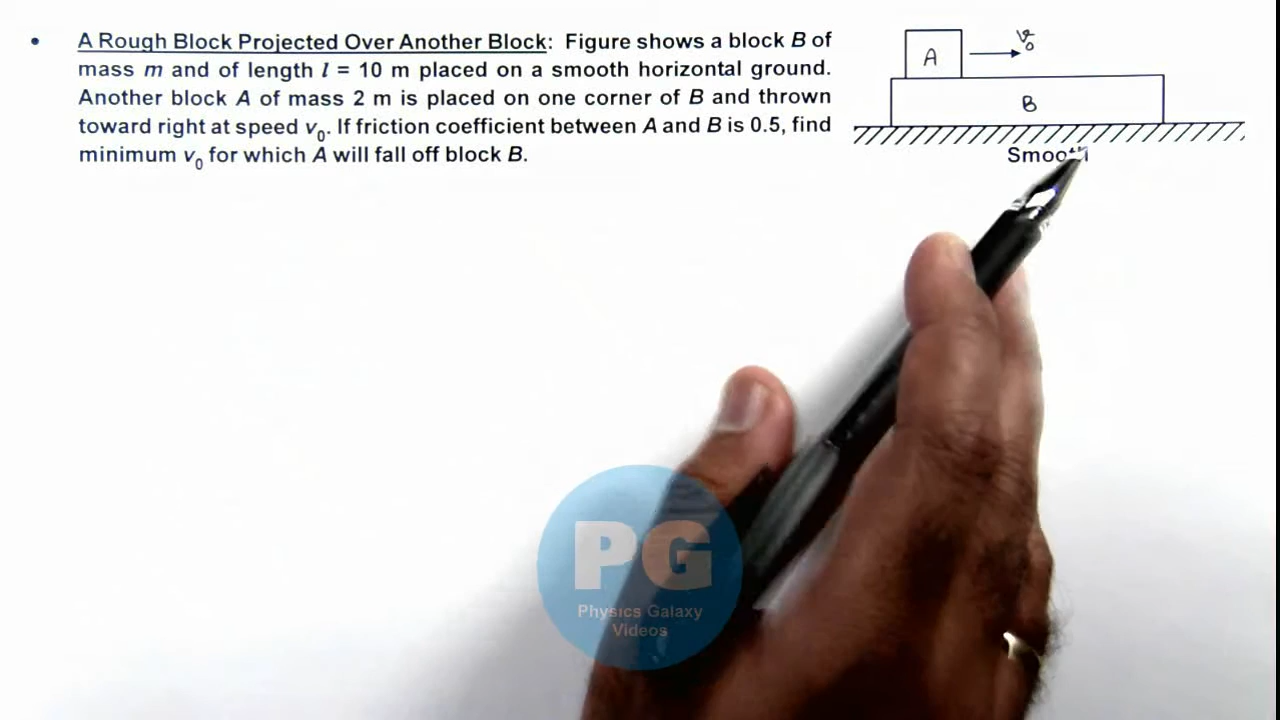 • A Rough Block Projected Over Another Block: Figure shows a block B of
mass m and of length l = 10 m placed on a smooth horizontal ground.
Another block A of mass 2 m is placed on one corner of B and thrown
toward right at speed v₀. If friction coefficient between A and B is 0.5, find
minimum v₀ for which A will fall off block B.
A
v₀
B
Smooth
PG
Physics Galaxy
Videos